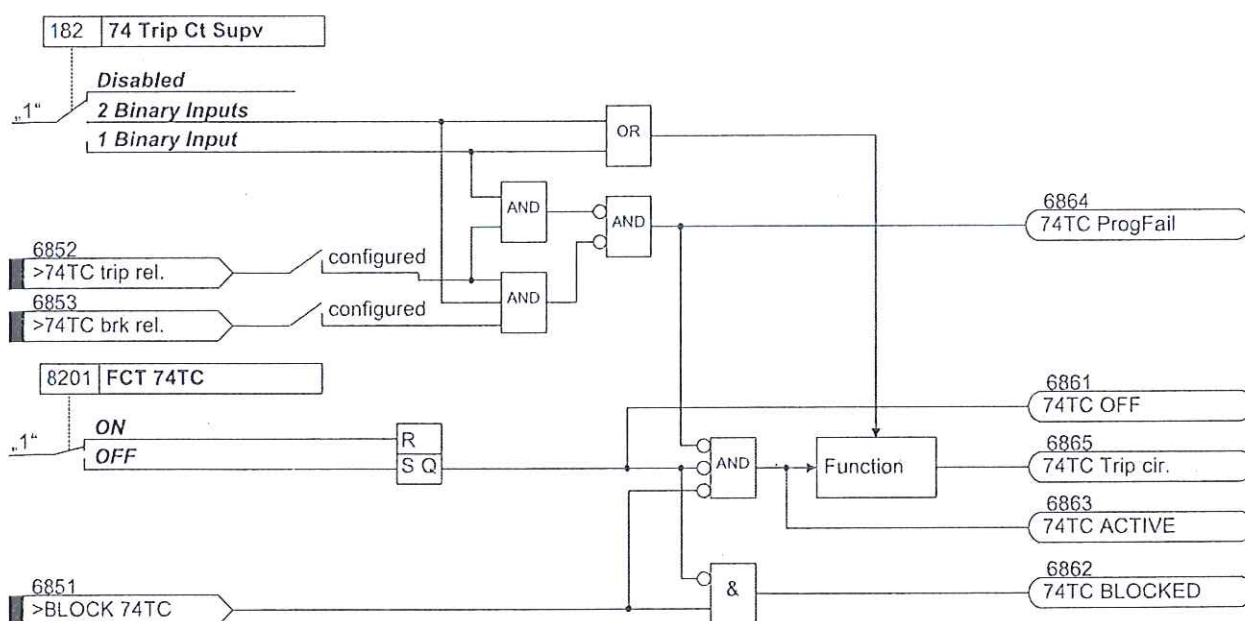 182 74 Trip Ct Supv
Disabled
„1“
2 Binary Inputs
1 Binary Input
OR
AND
AND
6864
74TC ProgFail
6852
>74TC trip rel.
configured
AND
6853
>74TC brk rel.
configured
8201 FCT 74TC
6861
74TC OFF
ON
„1“
OFF
R
S Q
AND
Function
6865
74TC Trip cir.
6863
74TC ACTIVE
6851
>BLOCK 74TC
&
6862
74TC BLOCKED